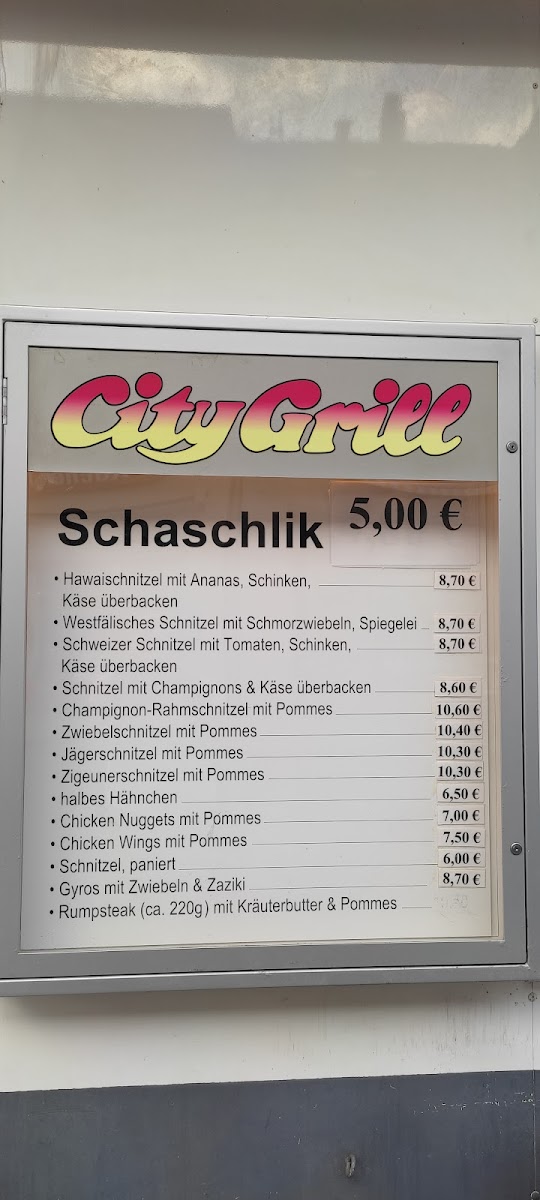 City Grill
Schaschlik 5,00 €
• Hawaischnitzel mit Ananas, Schinken, 8,70 €
Käse überbacken
• Westfälisches Schnitzel mit Schmorzwiebeln, Spiegelei 8,70 €
• Schweizer Schnitzel mit Tomaten, Schinken, 8,70 €
Käse überbacken
• Schnitzel mit Champignons & Käse überbacken 8,60 €
• Champignon-Rahmschnitzel mit Pommes 10,60 €
• Zwiebelschnitzel mit Pommes 10,40 €
• Jägerschnitzel mit Pommes 10,30 €
• Zigeunerschnitzel mit Pommes 10,30 €
• halbes Hähnchen 6,50 €
• Chicken Nuggets mit Pommes 7,00 €
• Chicken Wings mit Pommes 7,50 €
• Schnitzel, paniert 6,00 €
• Gyros mit Zwiebeln & Zaziki 8,70 €
• Rumpsteak (ca. 220g) mit Kräuterbutter & Pommes